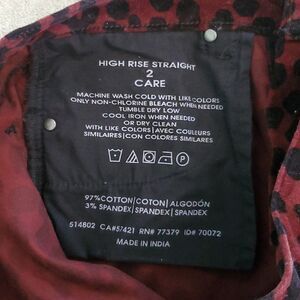 HIGH RISE STRAIGHT
2
CARE
MACHINE WASH COLD WITH LIKE COLORS
ONLY NON-CHLORINE BLEACH WHEN NEEDED
TUMBLE DRY LOW
COOL IRON WHEN NEEDED
OR DRY CLEAN
WITH LIKE COLORS|AVEC COULEURS
SIMILAIRES|CON COLORES SIMILARES
P
97%COTTON|COTON|ALGODÓN
3% SPANDEX|SPANDEX|SPANDEX
514802 CA#57421 RN# 77379 ID# 70072
MADE IN INDIA